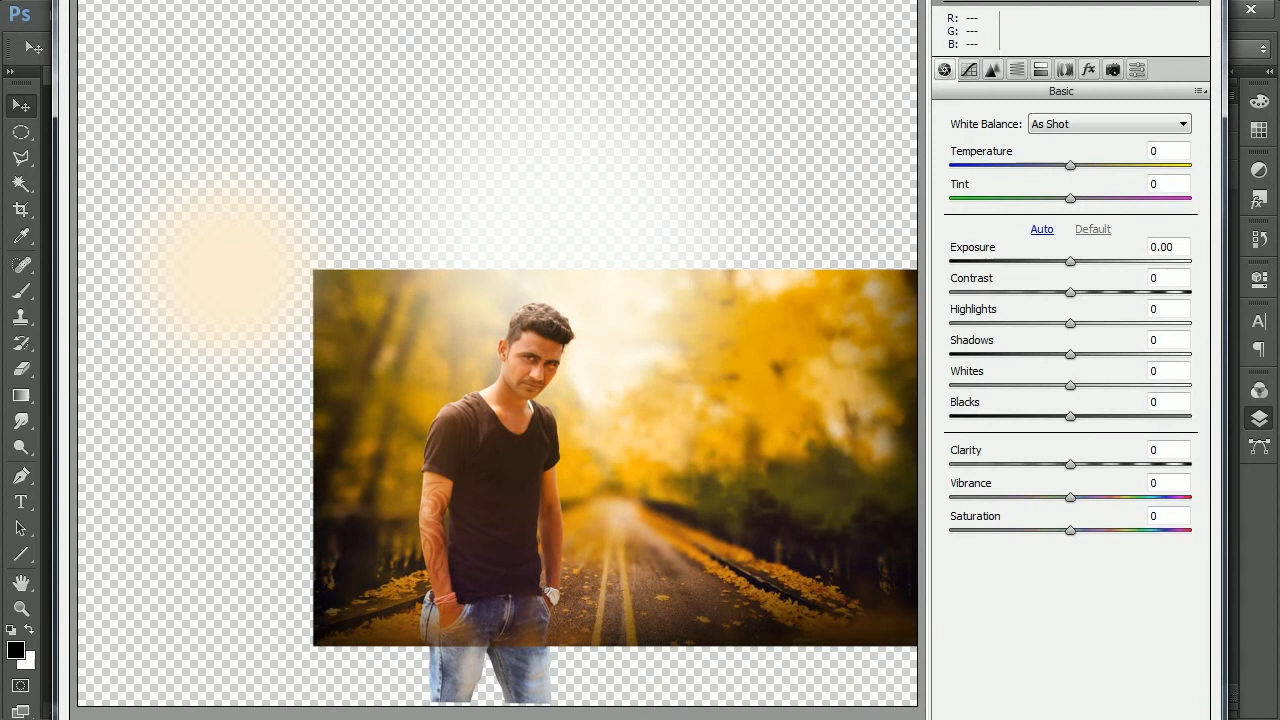 Ps
R: ---
G: ---
B: ---
fx
Basic
White Balance: As Shot
Temperature 0
Tint 0
Auto Default
Exposure 0.00
Contrast 0
Highlights 0
Shadows 0
Whites 0
Blacks 0
Clarity 0
Vibrance 0
Saturation 0